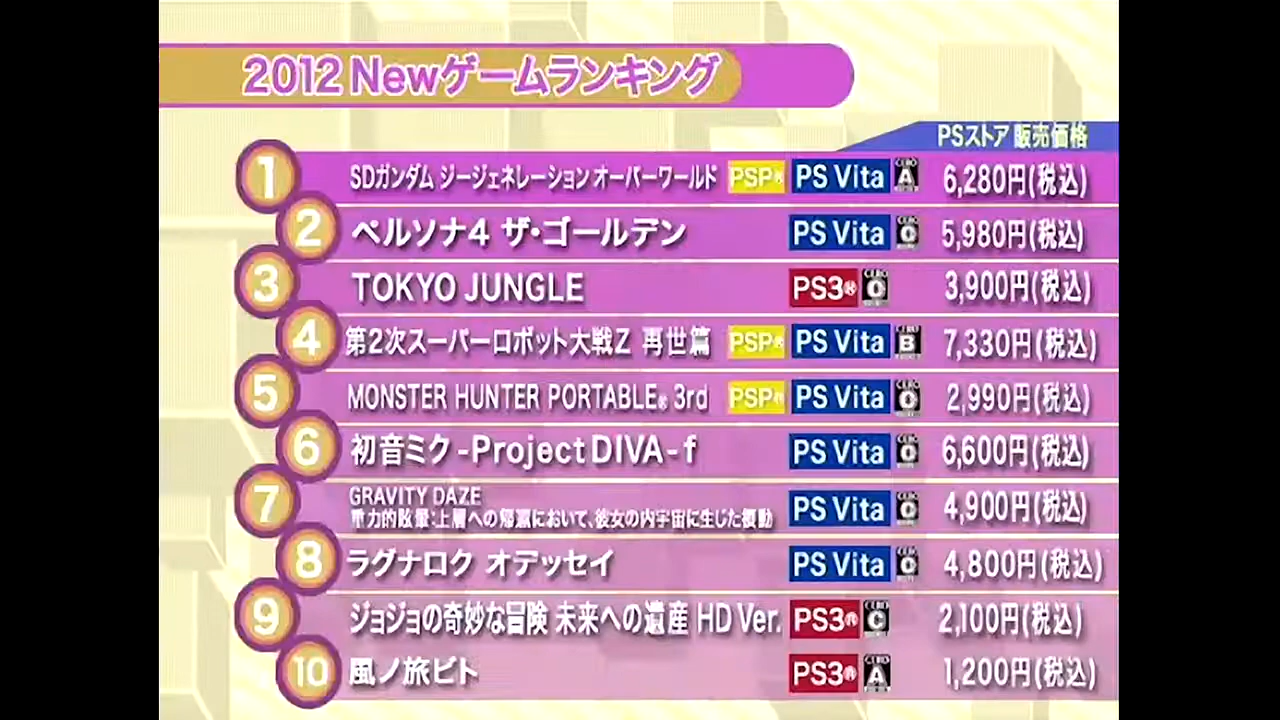 2012 Newゲームランキング
PSストア 販売価格
1 SDガンダム ジージェネレーション オーバーワールド PSP® PS Vita CERO A 6,280円(税込)
2 ペルソナ4 ザ・ゴールデン PS Vita C 5,980円(税込)
3 TOKYO JUNGLE PS3® CERO C 3,900円(税込)
4 第2次スーパーロボット大戦Z 再世篇 PSP® PS Vita CERO B 7,330円(税込)
5 MONSTER HUNTER PORTABLE® 3rd PSP® PS Vita CERO C 2,990円(税込)
6 初音ミク -Project DIVA- f PS Vita C 6,600円(税込)
7 GRAVITY DAZE
重力的眩暈:上層への帰還において、彼女の内宇宙に生じた摂動 PS Vita CERO C 4,900円(税込)
8 ラグナロク オデッセイ PS Vita CERO C 4,800円(税込)
9 ジョジョの奇妙な冒険 未来への遺産 HD Ver. PS3® CERO C 2,100円(税込)
10 風ノ旅ビト PS3® CERO A 1,200円(税込)